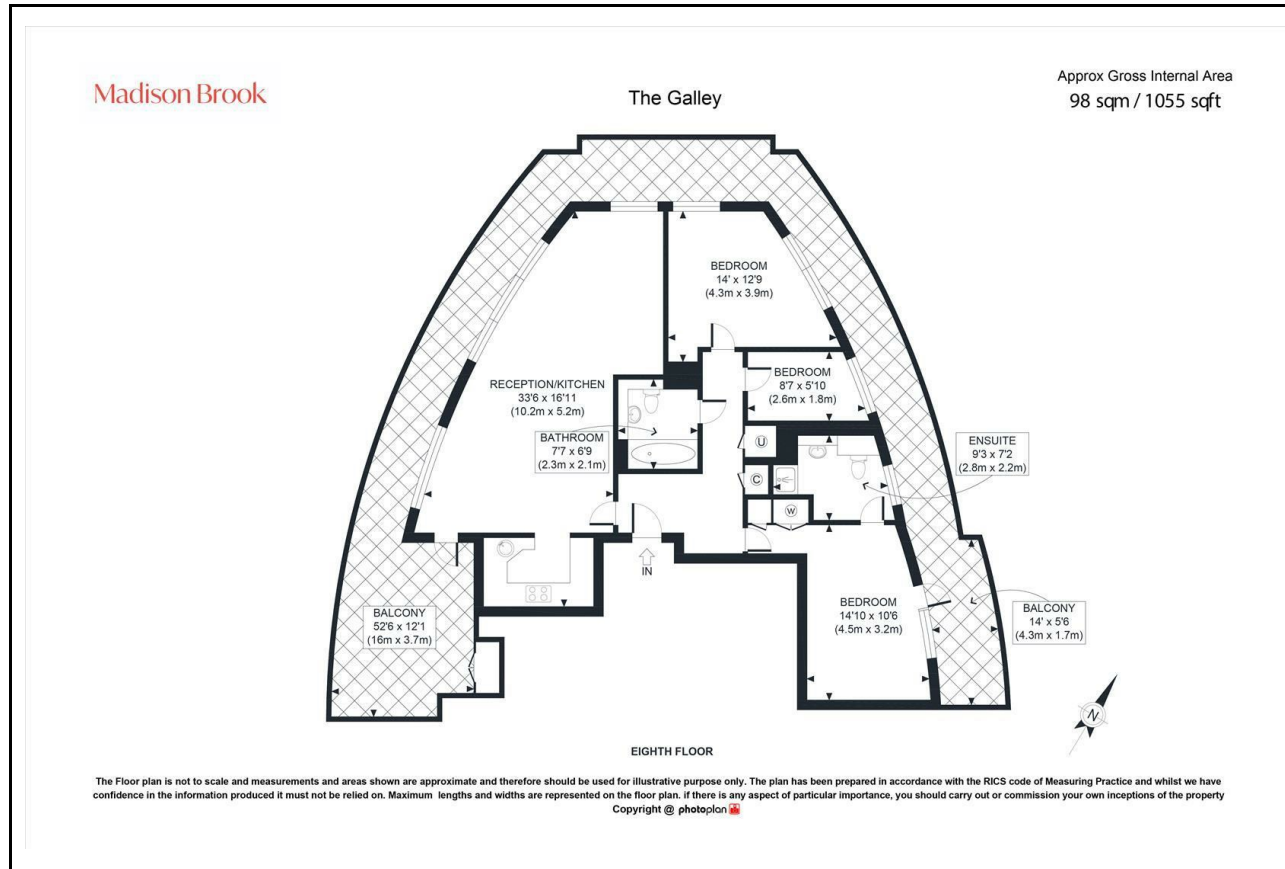 Madison Brook
The Galley
Approx Gross Internal Area
98 sqm / 1055 sqft
BEDROOM
14' x 12'9
(4.3m x 3.9m)
RECEPTION/KITCHEN
33'6 x 16'11
(10.2m x 5.2m)
BEDROOM
8'7 x 5'10
(2.6m x 1.8m)
BATHROOM
7'7 x 6'9
(2.3m x 2.1m)
U
ENSUITE
9'3 x 7'2
(2.8m x 2.2m)
C
W
IN
BALCONY
52'6 x 12'1
(16m x 3.7m)
BEDROOM
14'10 x 10'6
(4.5m x 3.2m)
BALCONY
14' x 5'6
(4.3m x 1.7m)
N
EIGHTH FLOOR
The Floor plan is not to scale and measurements and areas shown are approximate and therefore should be used for illustrative purpose only. The plan has been prepared in accordance with the RICS code of Measuring Practice and whilst we have
confidence in the information produced it must not be relied on. Maximum lengths and widths are represented on the floor plan. if there is any aspect of particular importance, you should carry out or commission your own inceptions of the property
Copyright @ photoplan